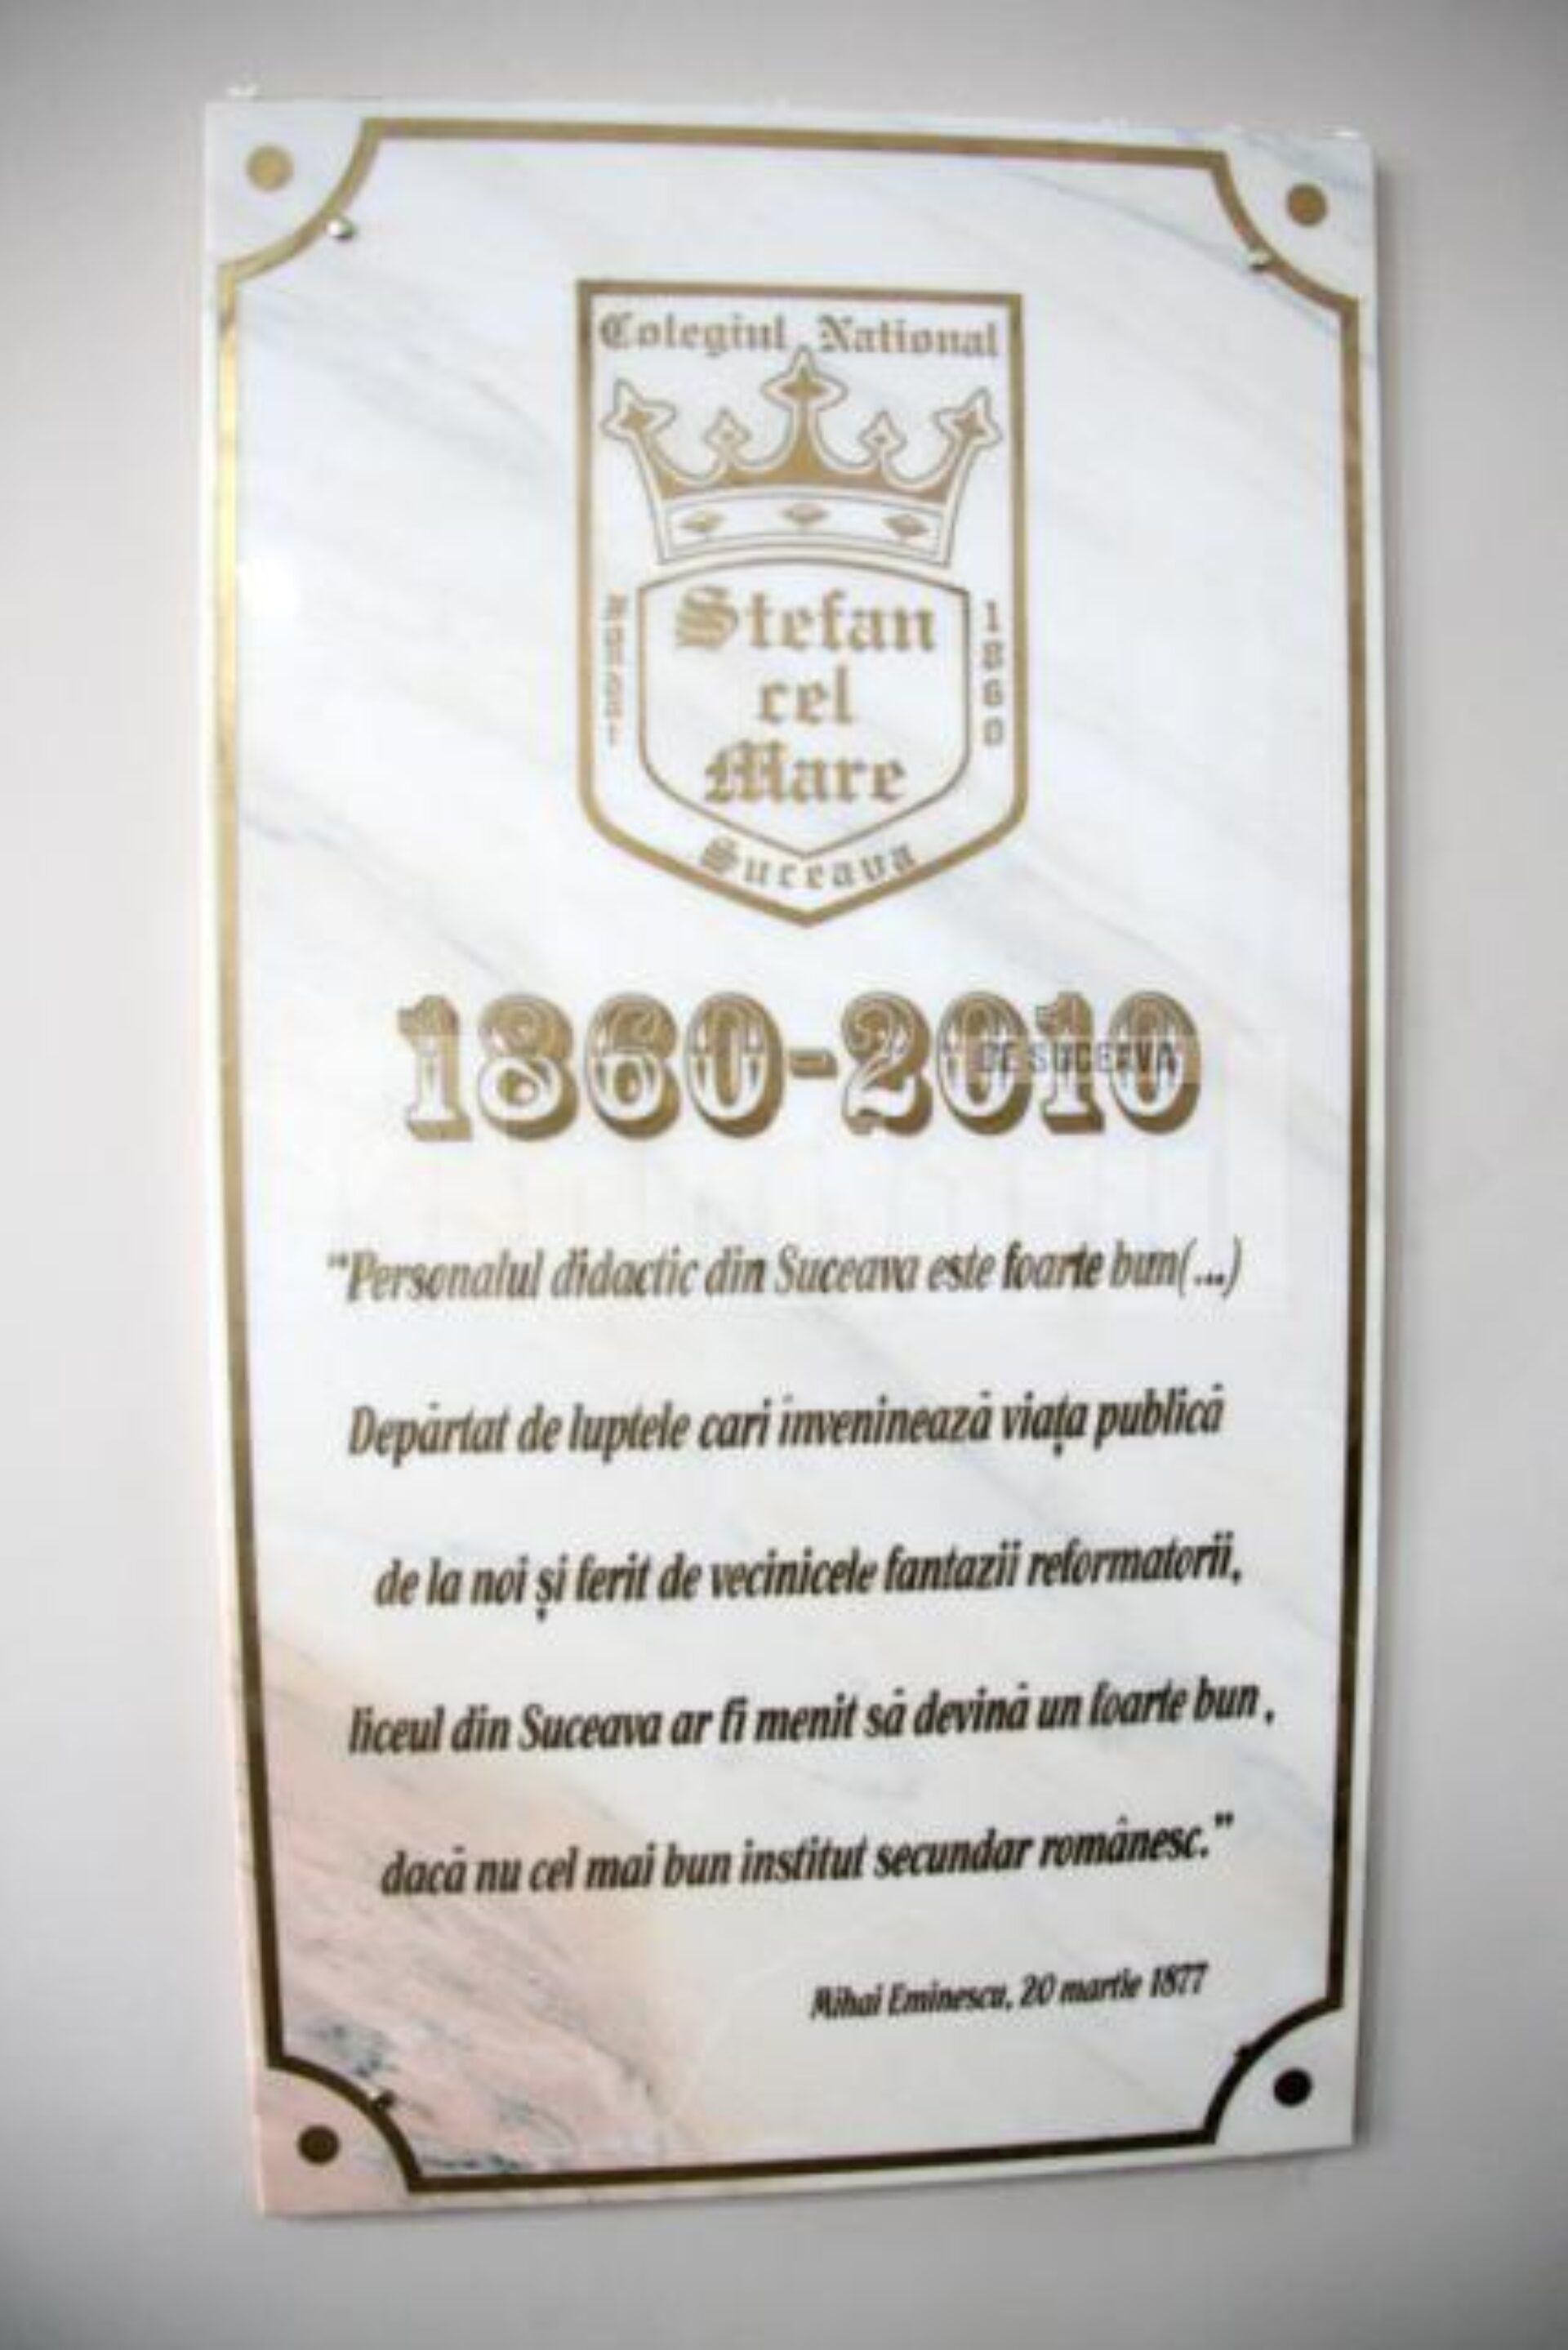 Colegiul National
Stefan
cel
Mare
1860
Suceava
1860-2010
DE SUCEAVA
"Personalul didactic din Suceava este foarte bun(...)
Depărtat de luptele cari inveninează viața publică
de la noi și ferit de vecinicele fantazii reformatorii,
liceul din Suceava ar fi menit să devină un foarte bun ,
dacă nu cel mai bun institut secundar românesc."
Mihai Eminescu, 20 martie 1877